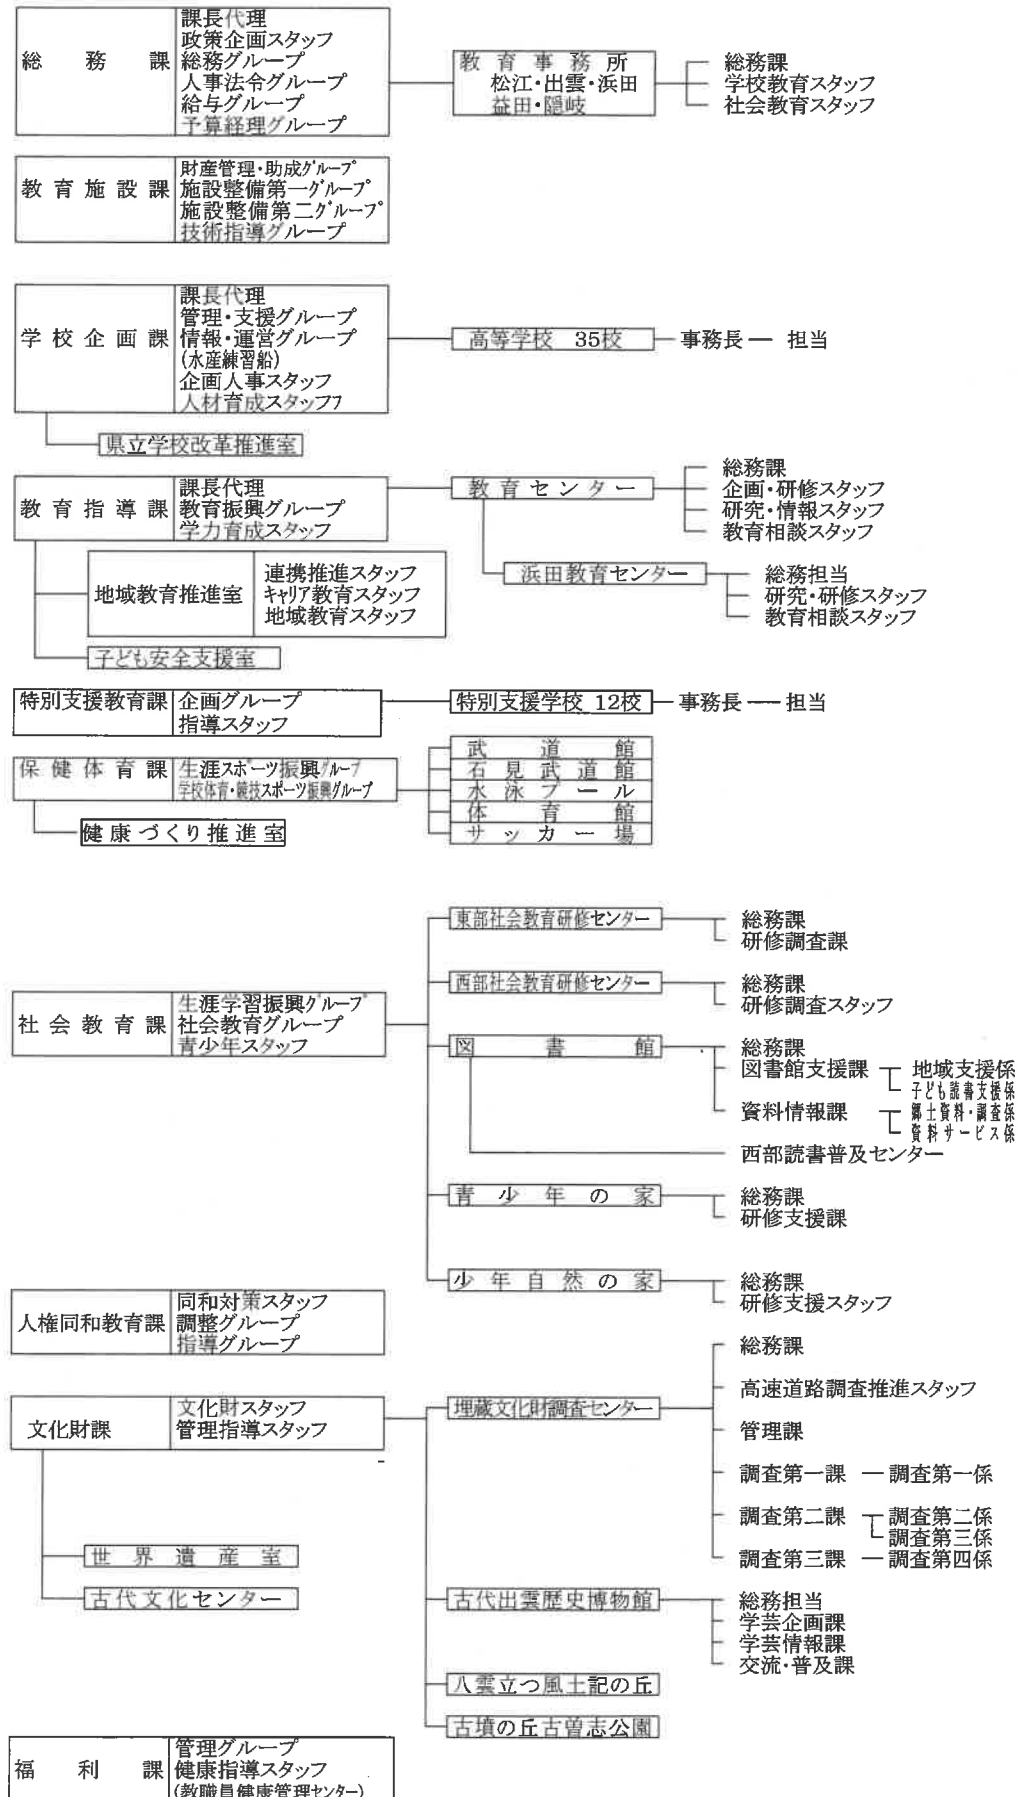 総務課
課長代理
政策企画スタッフ
総務グループ
人事法令グループ
給与グループ
予算経理グループ
教育事務所
松江・出雲・浜田
益田・隠岐
総務課
学校教育スタッフ
社会教育スタッフ
教育施設課
財産管理・助成グループ
施設整備第一グループ
施設整備第二グループ
技術指導グループ
学校企画課
課長代理
管理・支援グループ
情報・運営グループ
(水産練習船)
企画人事スタッフ
人材育成スタッフ7
高等学校 35校
事務長 ― 担当
県立学校改革推進室
教育指導課
課長代理
教育振興グループ
学力育成スタッフ
教育センター
総務課
企画・研修スタッフ
研究・情報スタッフ
教育相談スタッフ
浜田教育センター
総務担当
研究・研修スタッフ
教育相談スタッフ
地域教育推進室
連携推進スタッフ
キャリア教育スタッフ
地域教育スタッフ
子ども安全支援室
特別支援教育課
企画グループ
指導スタッフ
特別支援学校 12校
事務長 ― 担当
保健体育課
生涯スポーツ振興グループ
学校体育・競技スポーツ振興グループ
武道館
石見武道館
水泳プール
体育館
サッカー場
健康づくり推進室
社会教育課
生涯学習振興グループ
社会教育グループ
青少年スタッフ
東部社会教育研修センター
総務課
研修調査課
西部社会教育研修センター
総務課
研修調査スタッフ
図書館
総務課
図書館支援課
地域支援係
子ども読書支援係
資料情報課
郷土資料・調査係
資料サービス係
西部読書普及センター
青少年の家
総務課
研修支援課
少年自然の家
総務課
研修支援スタッフ
人権同和教育課
同和対策スタッフ
調整グループ
指導グループ
文化財課
文化財スタッフ
管理指導スタッフ
埋蔵文化財調査センター
総務課
高速道路調査推進スタッフ
管理課
調査第一課 ― 調査第一係
調査第二課
調査第二係
調査第三係
調査第三課 ― 調査第四係
世界遺産室
古代文化センター
古代出雲歴史博物館
総務担当
学芸企画課
学芸情報課
交流・普及課
八雲立つ風土記の丘
古墳の丘古曽志公園
福利課
管理グループ
健康指導スタッフ
(教職員健康管理センター)